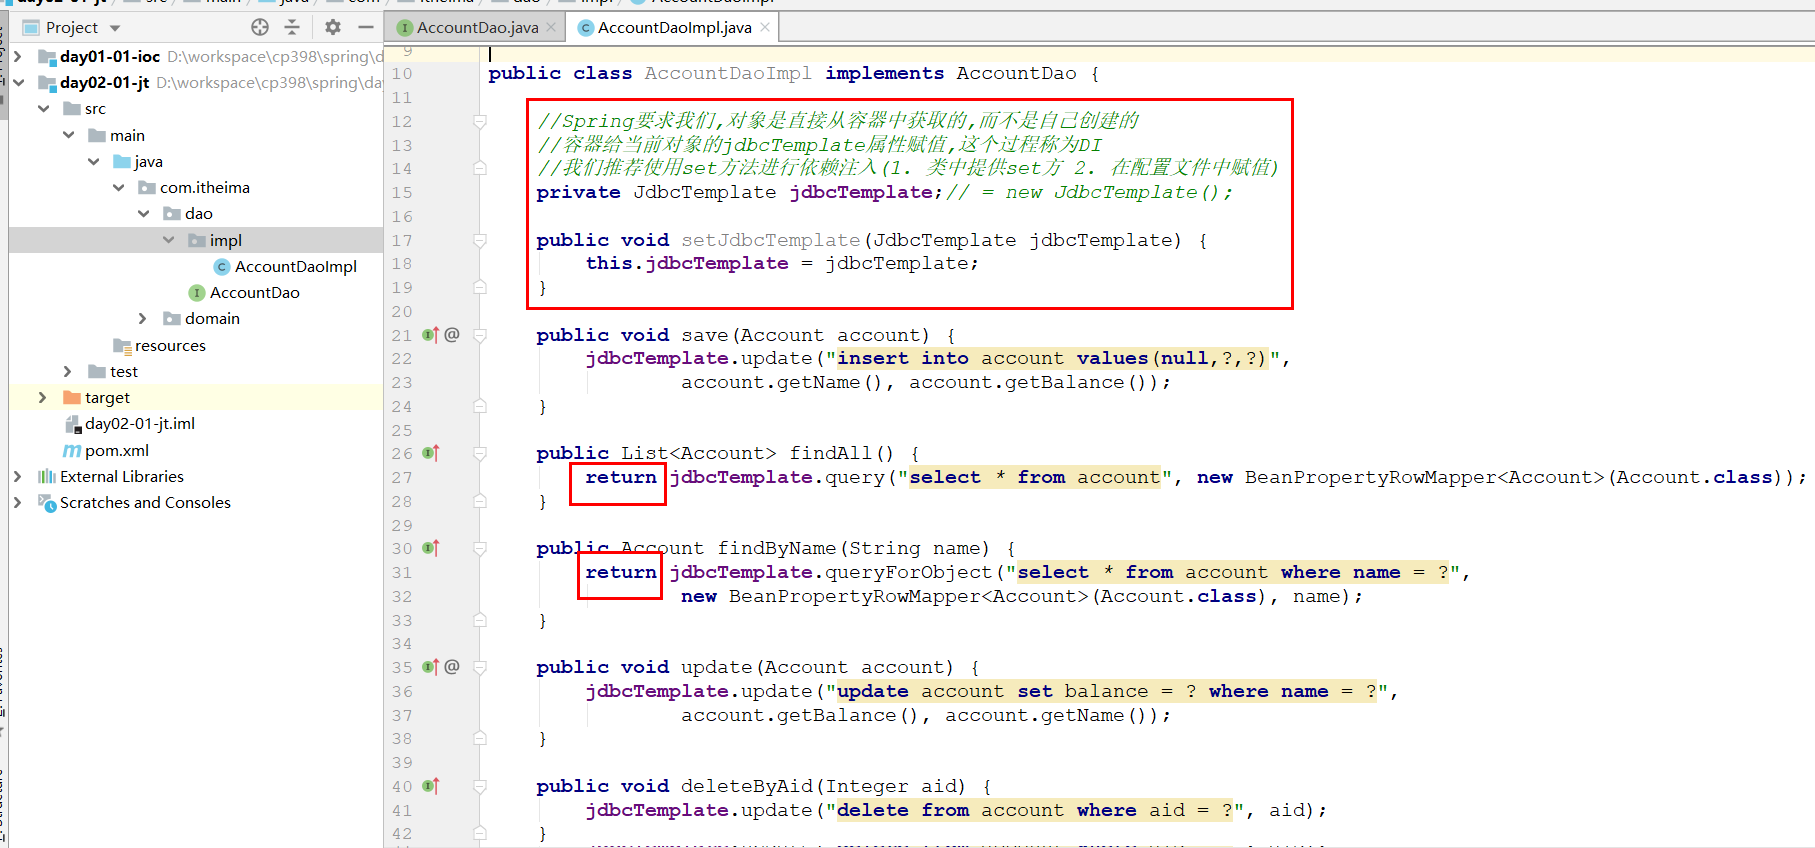 day02-01-jt
src
main
java
com
itheima
dao
impl
AccountDaoImpl
Project
AccountDao.java
AccountDaoImpl.java
day01-01-ioc D:\workspace\cp398\spring\d
day02-01-jt D:\workspace\cp398\spring\da
src
main
java
com.itheima
dao
impl
AccountDaoImpl
AccountDao
domain
resources
test
target
day02-01-jt.iml
pom.xml
External Libraries
Scratches and Consoles
9
10 public class AccountDaoImpl implements AccountDao {
11
12 //Spring要求我们,对象是直接从容器中获取的,而不是自己创建的
13 //容器给当前对象的jdbcTemplate属性赋值,这个过程称为DI
14 //我们推荐使用set方法进行依赖注入(1. 类中提供set方 2. 在配置文件中赋值)
15 private JdbcTemplate jdbcTemplate;// = new JdbcTemplate();
16
17 public void setJdbcTemplate(JdbcTemplate jdbcTemplate) {
18 this.jdbcTemplate = jdbcTemplate;
19 }
20
21 public void save(Account account) {
22 jdbcTemplate.update("insert into account values(null,?,?)",
23 account.getName(), account.getBalance());
24 }
25
26 public List<Account> findAll() {
27 return jdbcTemplate.query("select * from account", new BeanPropertyRowMapper<Account>(Account.class));
28 }
29
30 public Account findByName(String name) {
31 return jdbcTemplate.queryForObject("select * from account where name = ?",
32 new BeanPropertyRowMapper<Account>(Account.class), name);
33 }
34
35 public void update(Account account) {
36 jdbcTemplate.update("update account set balance = ? where name = ?",
37 account.getBalance(), account.getName());
38 }
39
40 public void deleteByAid(Integer aid) {
41 jdbcTemplate.update("delete from account where aid = ?", aid);
42 }